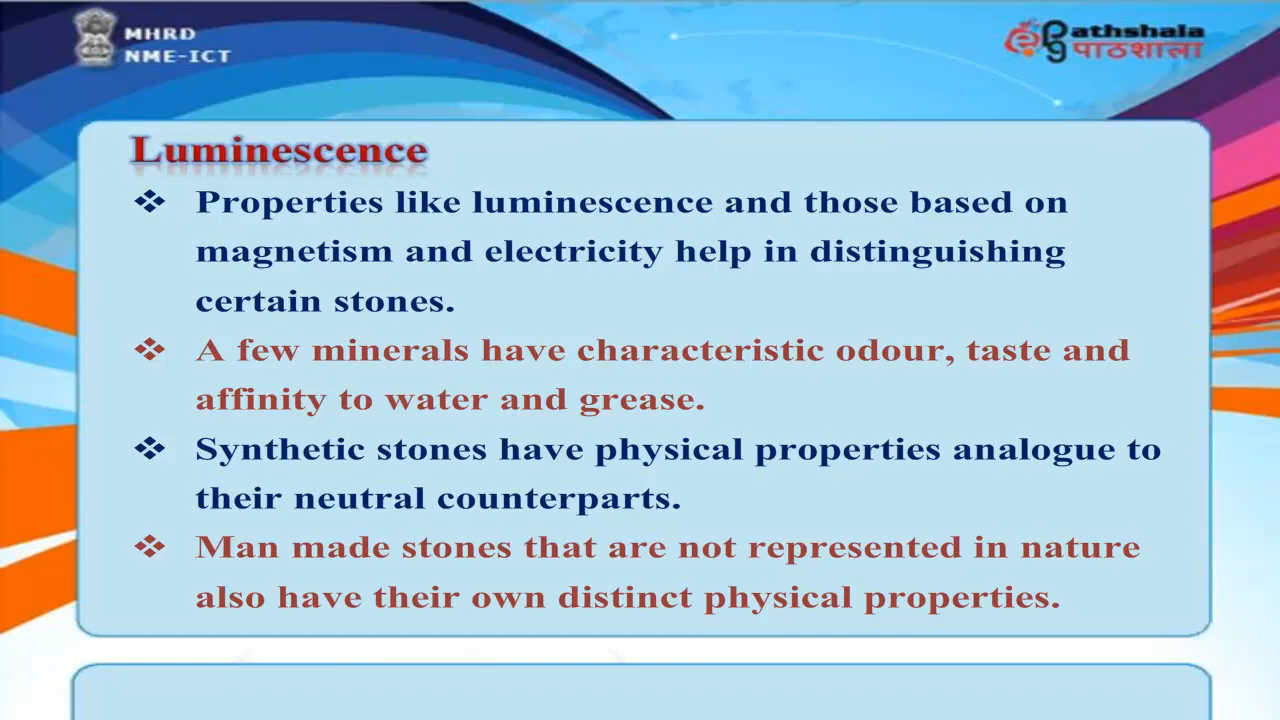 MHRD
NME-ICT
athshala
पाठशाला
Luminescence
❖ Properties like luminescence and those based on
magnetism and electricity help in distinguishing
certain stones.
❖ A few minerals have characteristic odour, taste and
affinity to water and grease.
❖ Synthetic stones have physical properties analogue to
their neutral counterparts.
❖ Man made stones that are not represented in nature
also have their own distinct physical properties.